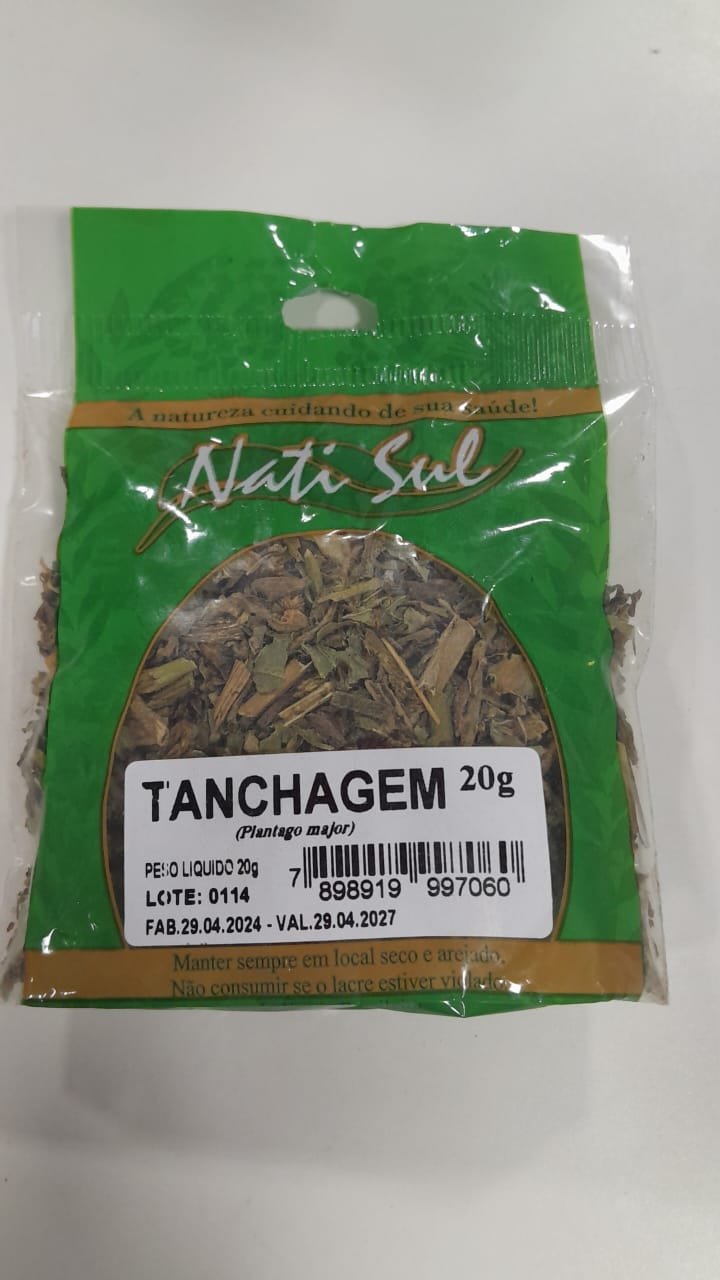 A natureza cuidando de sua saúde!
Nati Sul
TANCHAGEM 20g
(Plantago major)
PESO LIQUIDO 20g
LOTE: 0114
7 898919 997060
FAB.29.04.2024 - VAL.29.04.2027
Manter sempre em local seco e arejado,
Não consumir se o lacre estiver violado